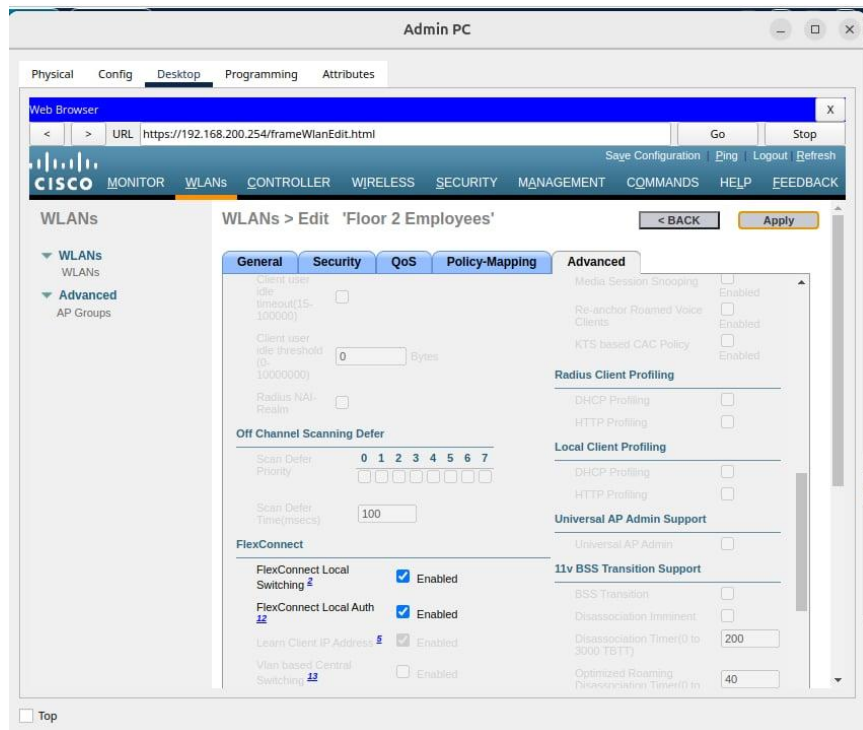 Admin PC
Physical Config Desktop Programming Attributes
Web Browser X
< > URL https://192.168.200.254/frameWlanEdit.html Go Stop
Save Configuration Ping Logout Refresh
CISCO MONITOR WLANs CONTROLLER WIRELESS SECURITY MANAGEMENT COMMANDS HELP FEEDBACK
WLANs
WLANs
WLANs
Advanced
AP Groups
WLANs > Edit 'Floor 2 Employees' < BACK Apply
General Security QoS Policy-Mapping Advanced
Client user
idle
timeout(15-
100000)
Client user
idle threshold
(0-
10000000)
0 Bytes
Radius NAI-
Realm
Off Channel Scanning Defer
Scan Defer
Priority
0 1 2 3 4 5 6 7
Scan Defer
Time(msecs)
100
FlexConnect
FlexConnect Local
Switching 2
Enabled
FlexConnect Local Auth
12
Enabled
Learn Client IP Address 5 Enabled
Vlan based Central
Switching 13
Enabled
Media Session Snooping
Enabled
Re-anchor Roamed Voice
Clients
Enabled
KTS based CAC Policy
Enabled
Radius Client Profiling
DHCP Profiling
HTTP Profiling
Local Client Profiling
DHCP Profiling
HTTP Profiling
Universal AP Admin Support
Universal AP Admin
11v BSS Transition Support
BSS Transition
Disassociation Imminent
Disassociation Timer(0 to
3000 TBTT)
200
Optimized Roaming
Disassociation Timer(0 to
40
Top